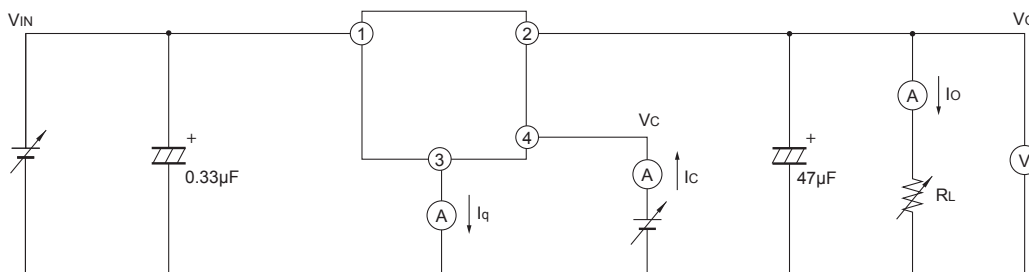 VIN
1
2
VO
A
IO
4
VC
+
0.33µF
3
A
IC
+
47µF
V
RL
A
Iq